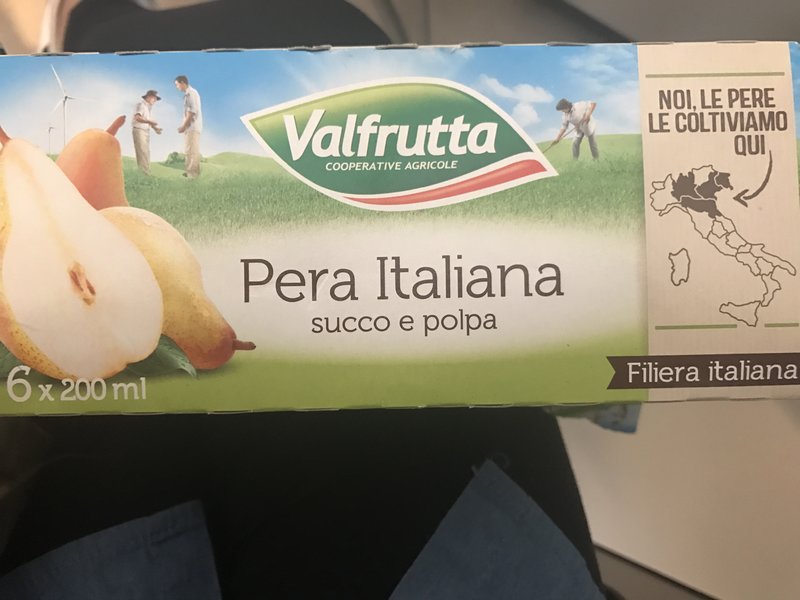 Valfrutta
COOPERATIVE AGRICOLE
Pera Italiana
succo e polpa
6 x 200 ml
NOI, LE PERE
LE COLTIVIAMO
QUI
Filiera italiana